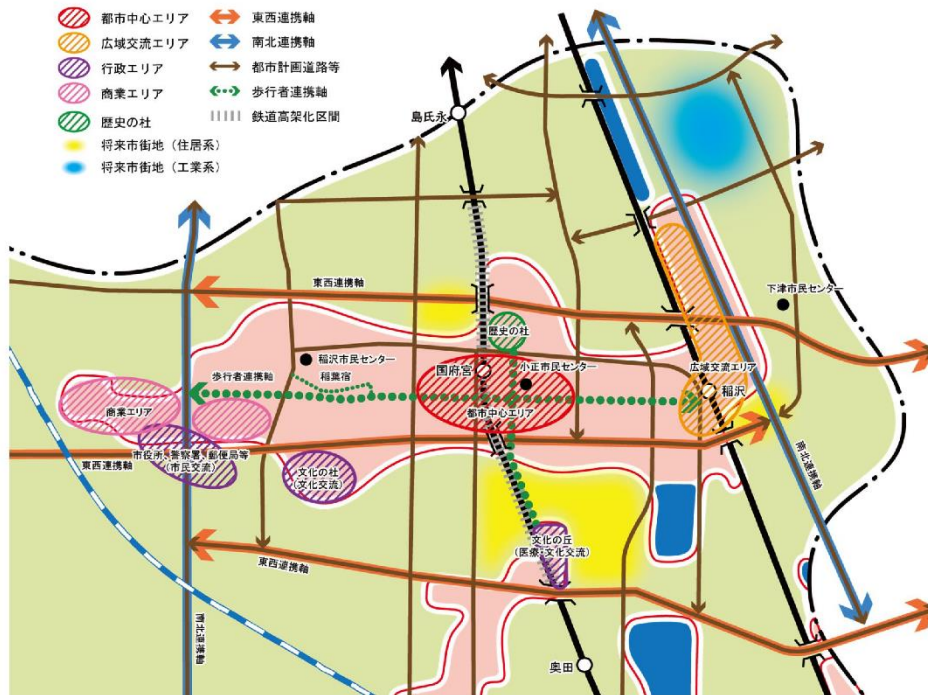 都市中心エリア
広域交流エリア
行政エリア
商業エリア
歴史の杜
将来市街地（住居系）
将来市街地（工業系）
東西連携軸
南北連携軸
都市計画道路等
歩行者連携軸
鉄道高架化区間
島氏永
東西連携軸
下津市民センター
歴史の杜
稲沢市民センター
稲葉宿
国府宮
小正市民センター
広域交流エリア
稲沢
歩行者連携軸
商業エリア
都市中心エリア
市役所、警察署、郵便局等
（市民交流）
東西連携軸
文化の杜
（文化交流）
南北連携軸
文化の丘
（医療・文化交流）
東西連携軸
南北連携軸
奥田